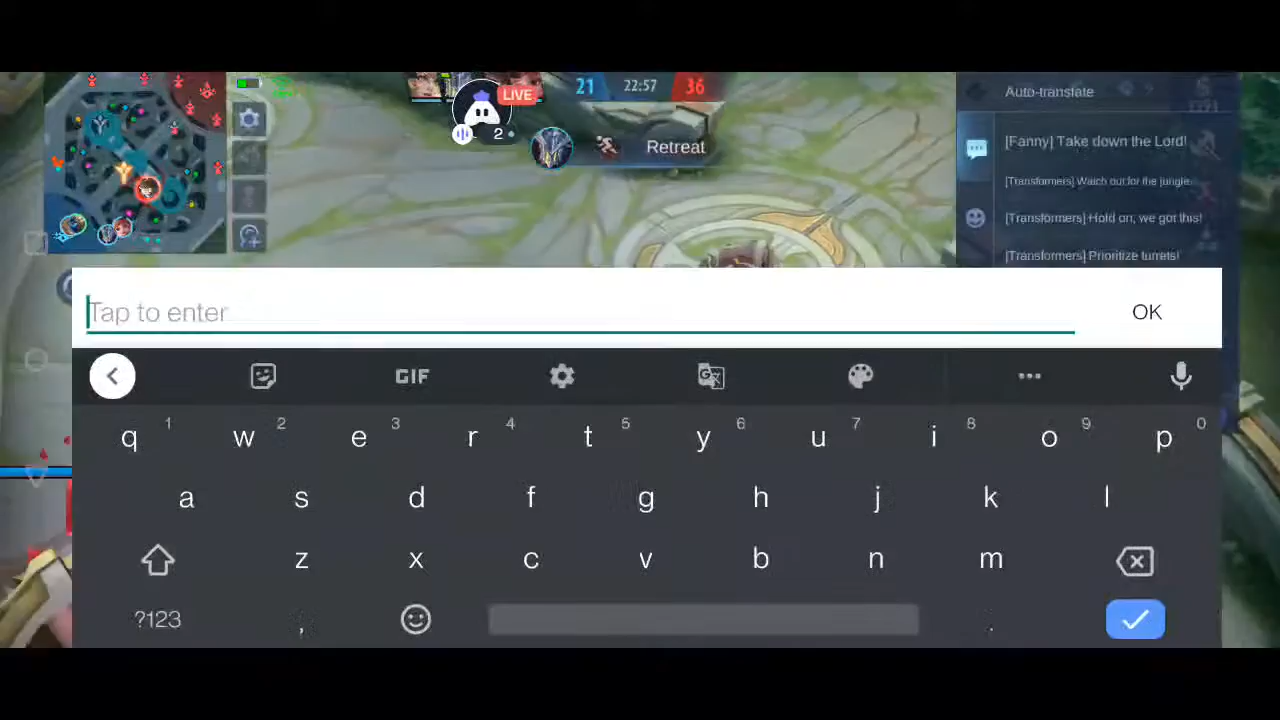 21 22:57 36
LIVE
2
Retreat
Auto-translate
[Fanny] Take down the Lord!
[Transformers] Watch out for the jungle
[Transformers] Hold on, we got this!
[Transformers] Prioritize turrets!
Tap to enter
OK
GIF
1 2 3 4 5 6 7 8 9 0
q w e r t y u i o p
a s d f g h j k l
z x c v b n m
?123 , .